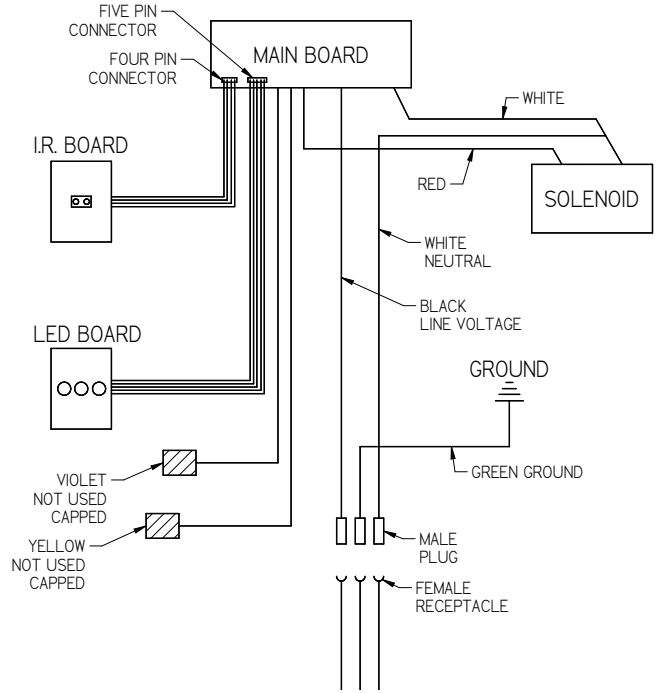 FIVE PIN
CONNECTOR
FOUR PIN
CONNECTOR
MAIN BOARD
WHITE
I.R. BOARD
RED
SOLENOID
WHITE
NEUTRAL
BLACK
LINE VOLTAGE
LED BOARD
GROUND
GREEN GROUND
VIOLET
NOT USED
CAPPED
YELLOW
NOT USED
CAPPED
MALE
PLUG
FEMALE
RECEPTACLE